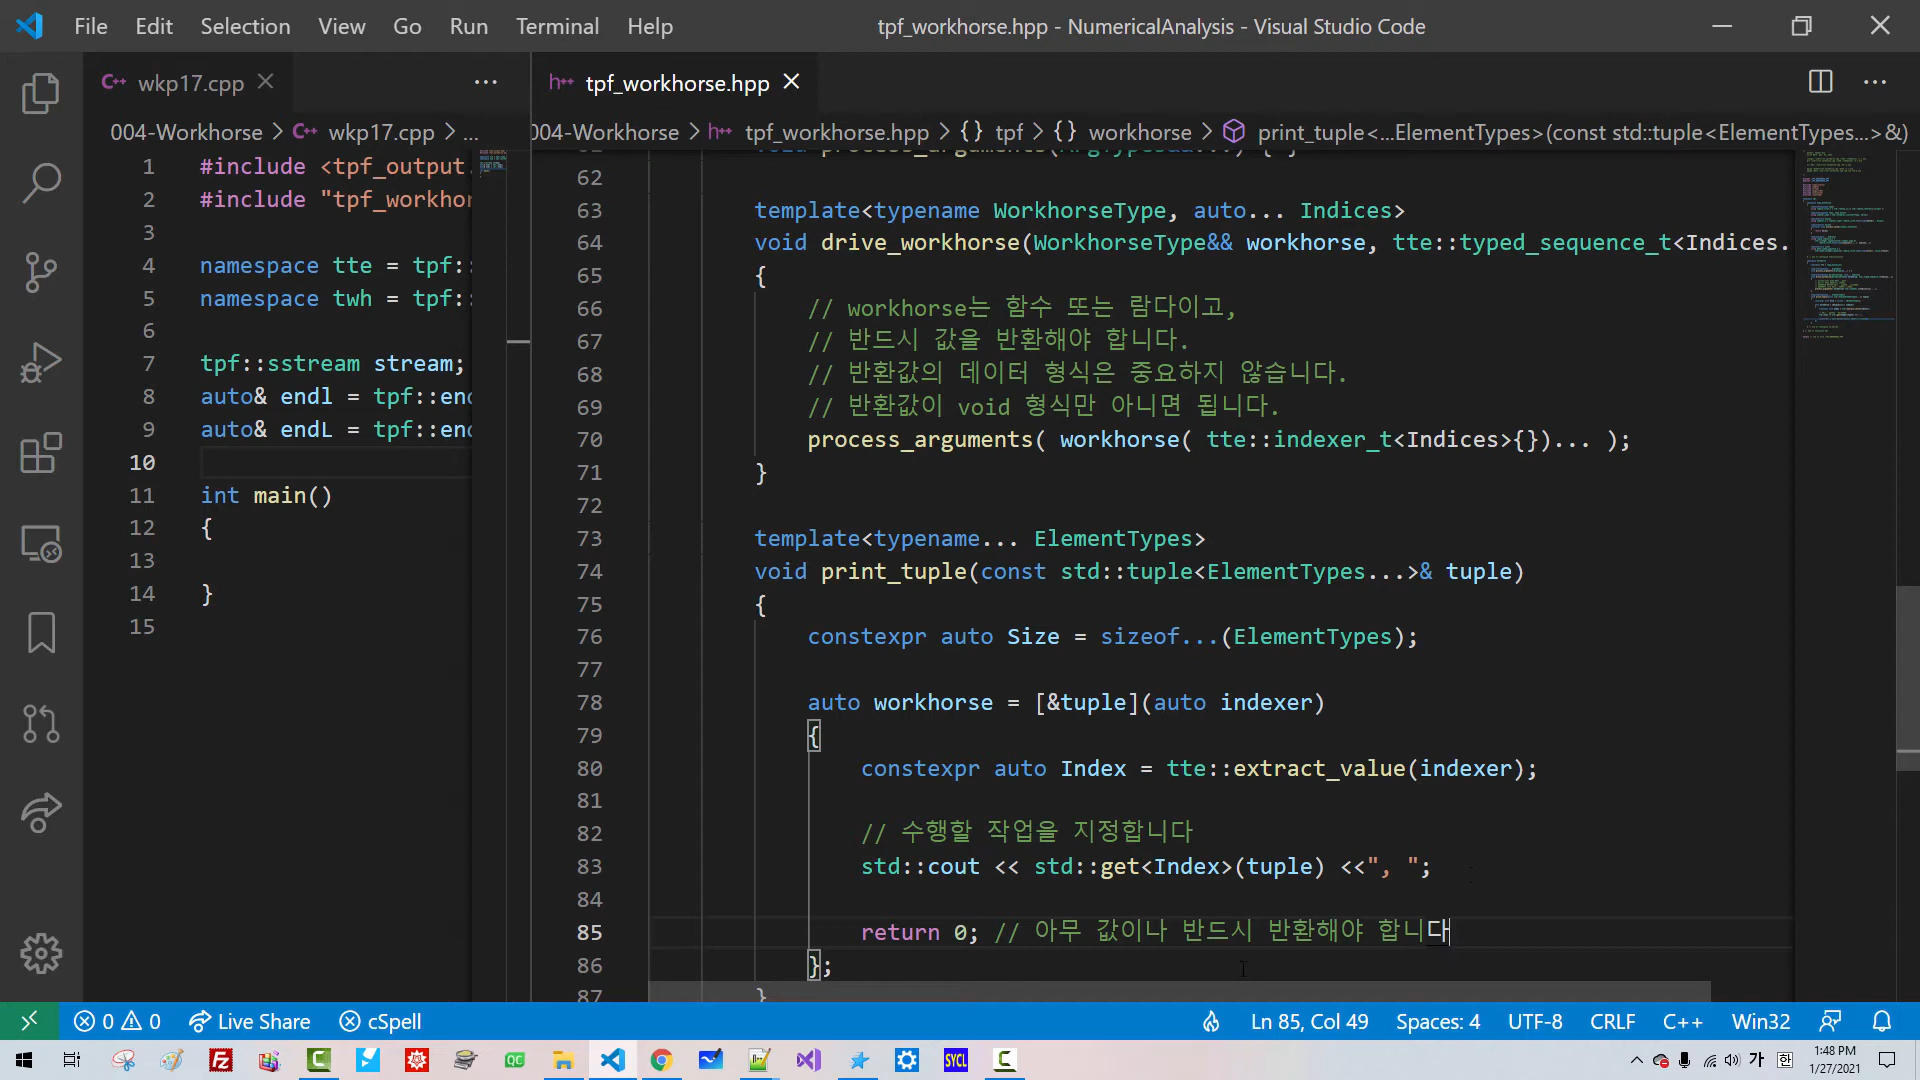 File Edit Selection View Go Run Terminal Help
tpf_workhorse.hpp - NumericalAnalysis - Visual Studio Code
C++ wkp17.cpp
h++ tpf_workhorse.hpp
004-Workhorse > C++ wkp17.cpp > ...
004-Workhorse > h++ tpf_workhorse.hpp > {} tpf > {} workhorse > print_tuple<...ElementTypes>(const std::tuple<ElementTypes...>&)
1 #include <tpf_output.
2 #include "tpf_workhor
3
4 namespace tte = tpf::
5 namespace twh = tpf::
6
7 tpf::sstream stream;
8 auto& endl = tpf::end
9 auto& endL = tpf::end
10
11 int main()
12 {
13
14 }
15
62
63 template<typename WorkhorseType, auto... Indices>
64 void drive_workhorse(WorkhorseType&& workhorse, tte::typed_sequence_t<Indices.
65 {
66 // workhorse는 함수 또는 람다이고,
67 // 반드시 값을 반환해야 합니다.
68 // 반환값의 데이터 형식은 중요하지 않습니다.
69 // 반환값이 void 형식만 아니면 됩니다.
70 process_arguments( workhorse( tte::indexer_t<Indices>{})... );
71 }
72
73 template<typename... ElementTypes>
74 void print_tuple(const std::tuple<ElementTypes...>& tuple)
75 {
76 constexpr auto Size = sizeof...(ElementTypes);
77
78 auto workhorse = [&tuple](auto indexer)
79 {
80 constexpr auto Index = tte::extract_value(indexer);
81
82 // 수행할 작업을 지정합니다
83 std::cout << std::get<Index>(tuple) <<", ";
84
85 return 0; // 아무 값이나 반드시 반환해야 합니다
86 };
87 }
0 0 Live Share cSpell
Ln 85, Col 49 Spaces: 4 UTF-8 CRLF C++ Win32
QC
SYCL
가
한
1:48 PM
1/27/2021